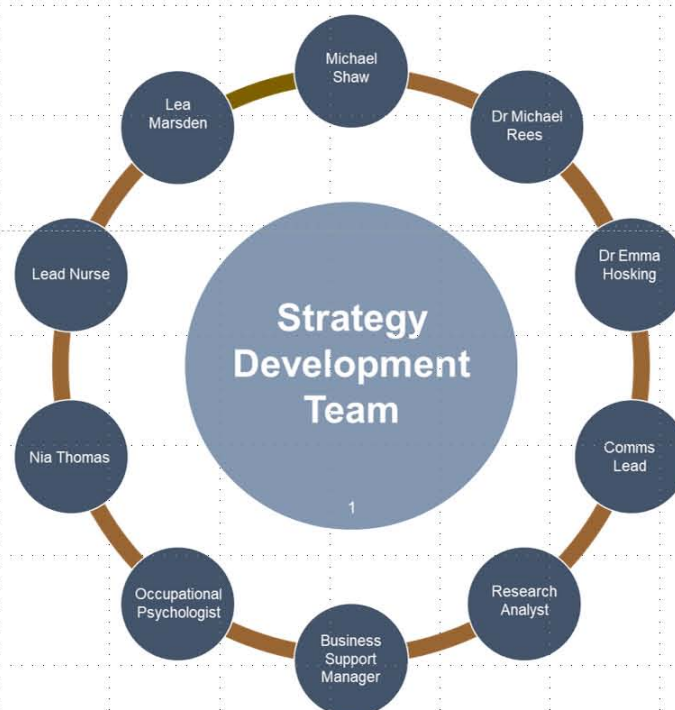 Michael
Shaw
Dr Michael
Rees
Dr Emma
Hosking
Comms
Lead
Research
Analyst
Business
Support
Manager
Occupational
Psychologist
Nia Thomas
Lead Nurse
Lea
Marsden
Strategy
Development
Team
1